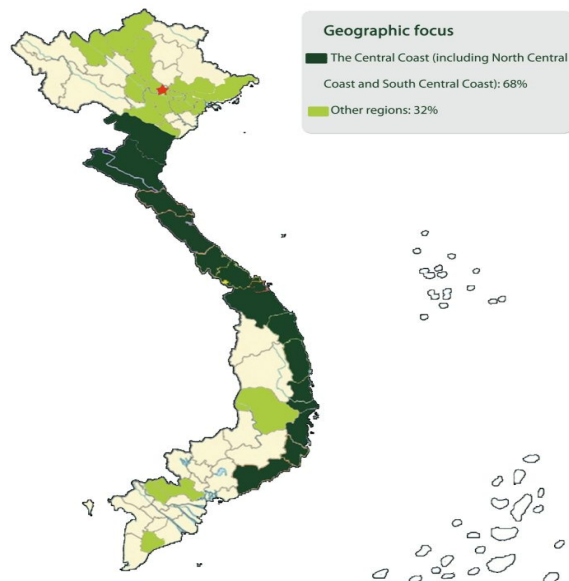 Geographic focus
The Central Coast (including North Central
Coast and South Central Coast): 68%
Other regions: 32%